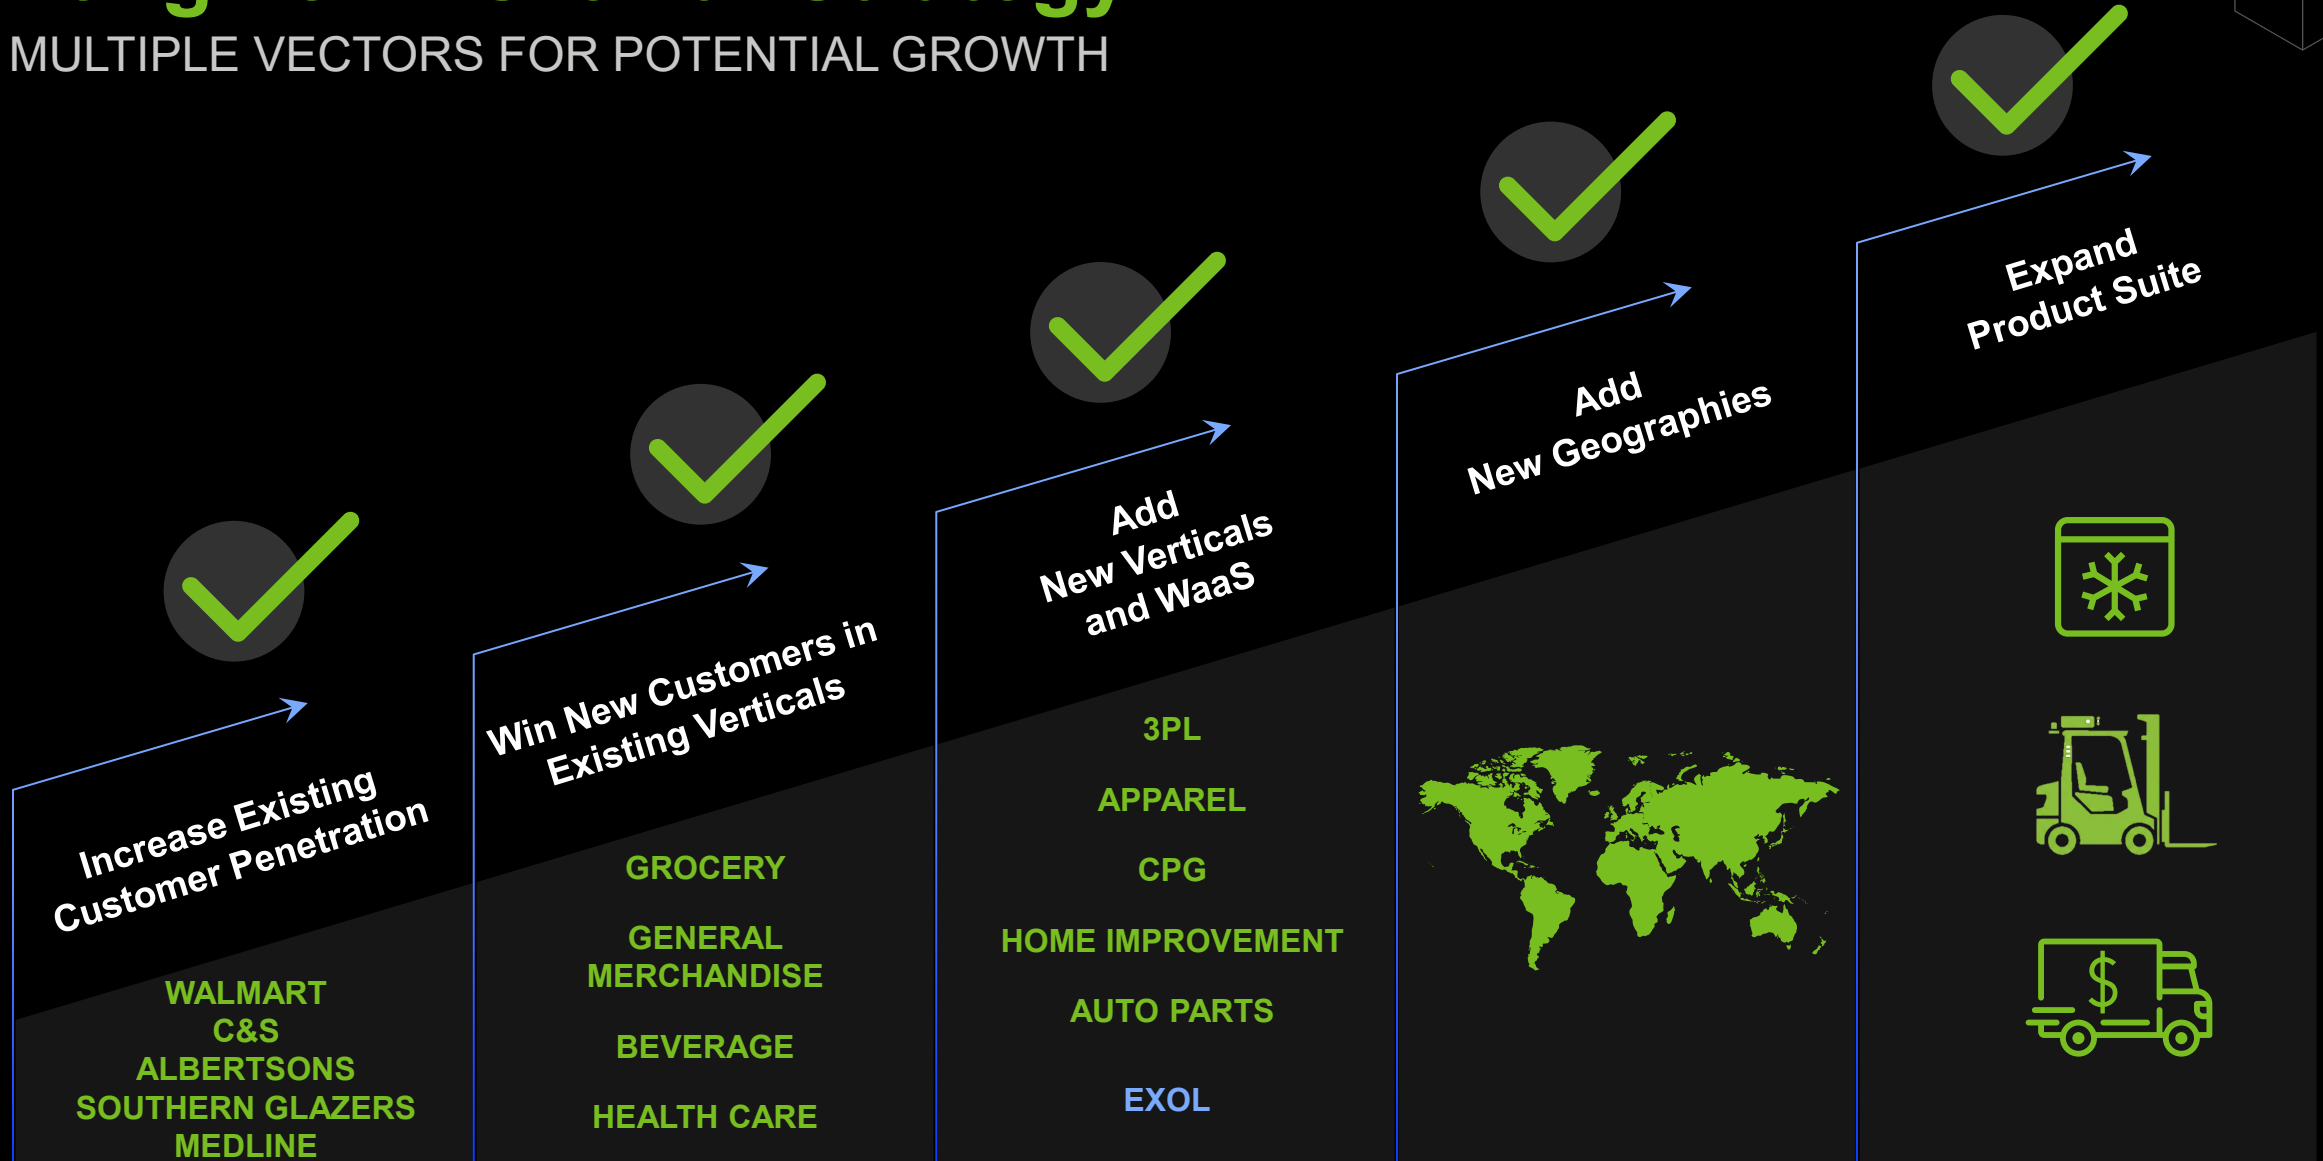 MULTIPLE VECTORS FOR POTENTIAL GROWTH
Increase Existing
Customer Penetration
WALMART
C&S
ALBERTSONS
SOUTHERN GLAZERS
MEDLINE
Win New Customers in
Existing Verticals
GROCERY
GENERAL
MERCHANDISE
BEVERAGE
HEALTH CARE
Add
New Verticals
and WaaS
3PL
APPAREL
CPG
HOME IMPROVEMENT
AUTO PARTS
EXOL
Add
New Geographies
Expand
Product Suite
$